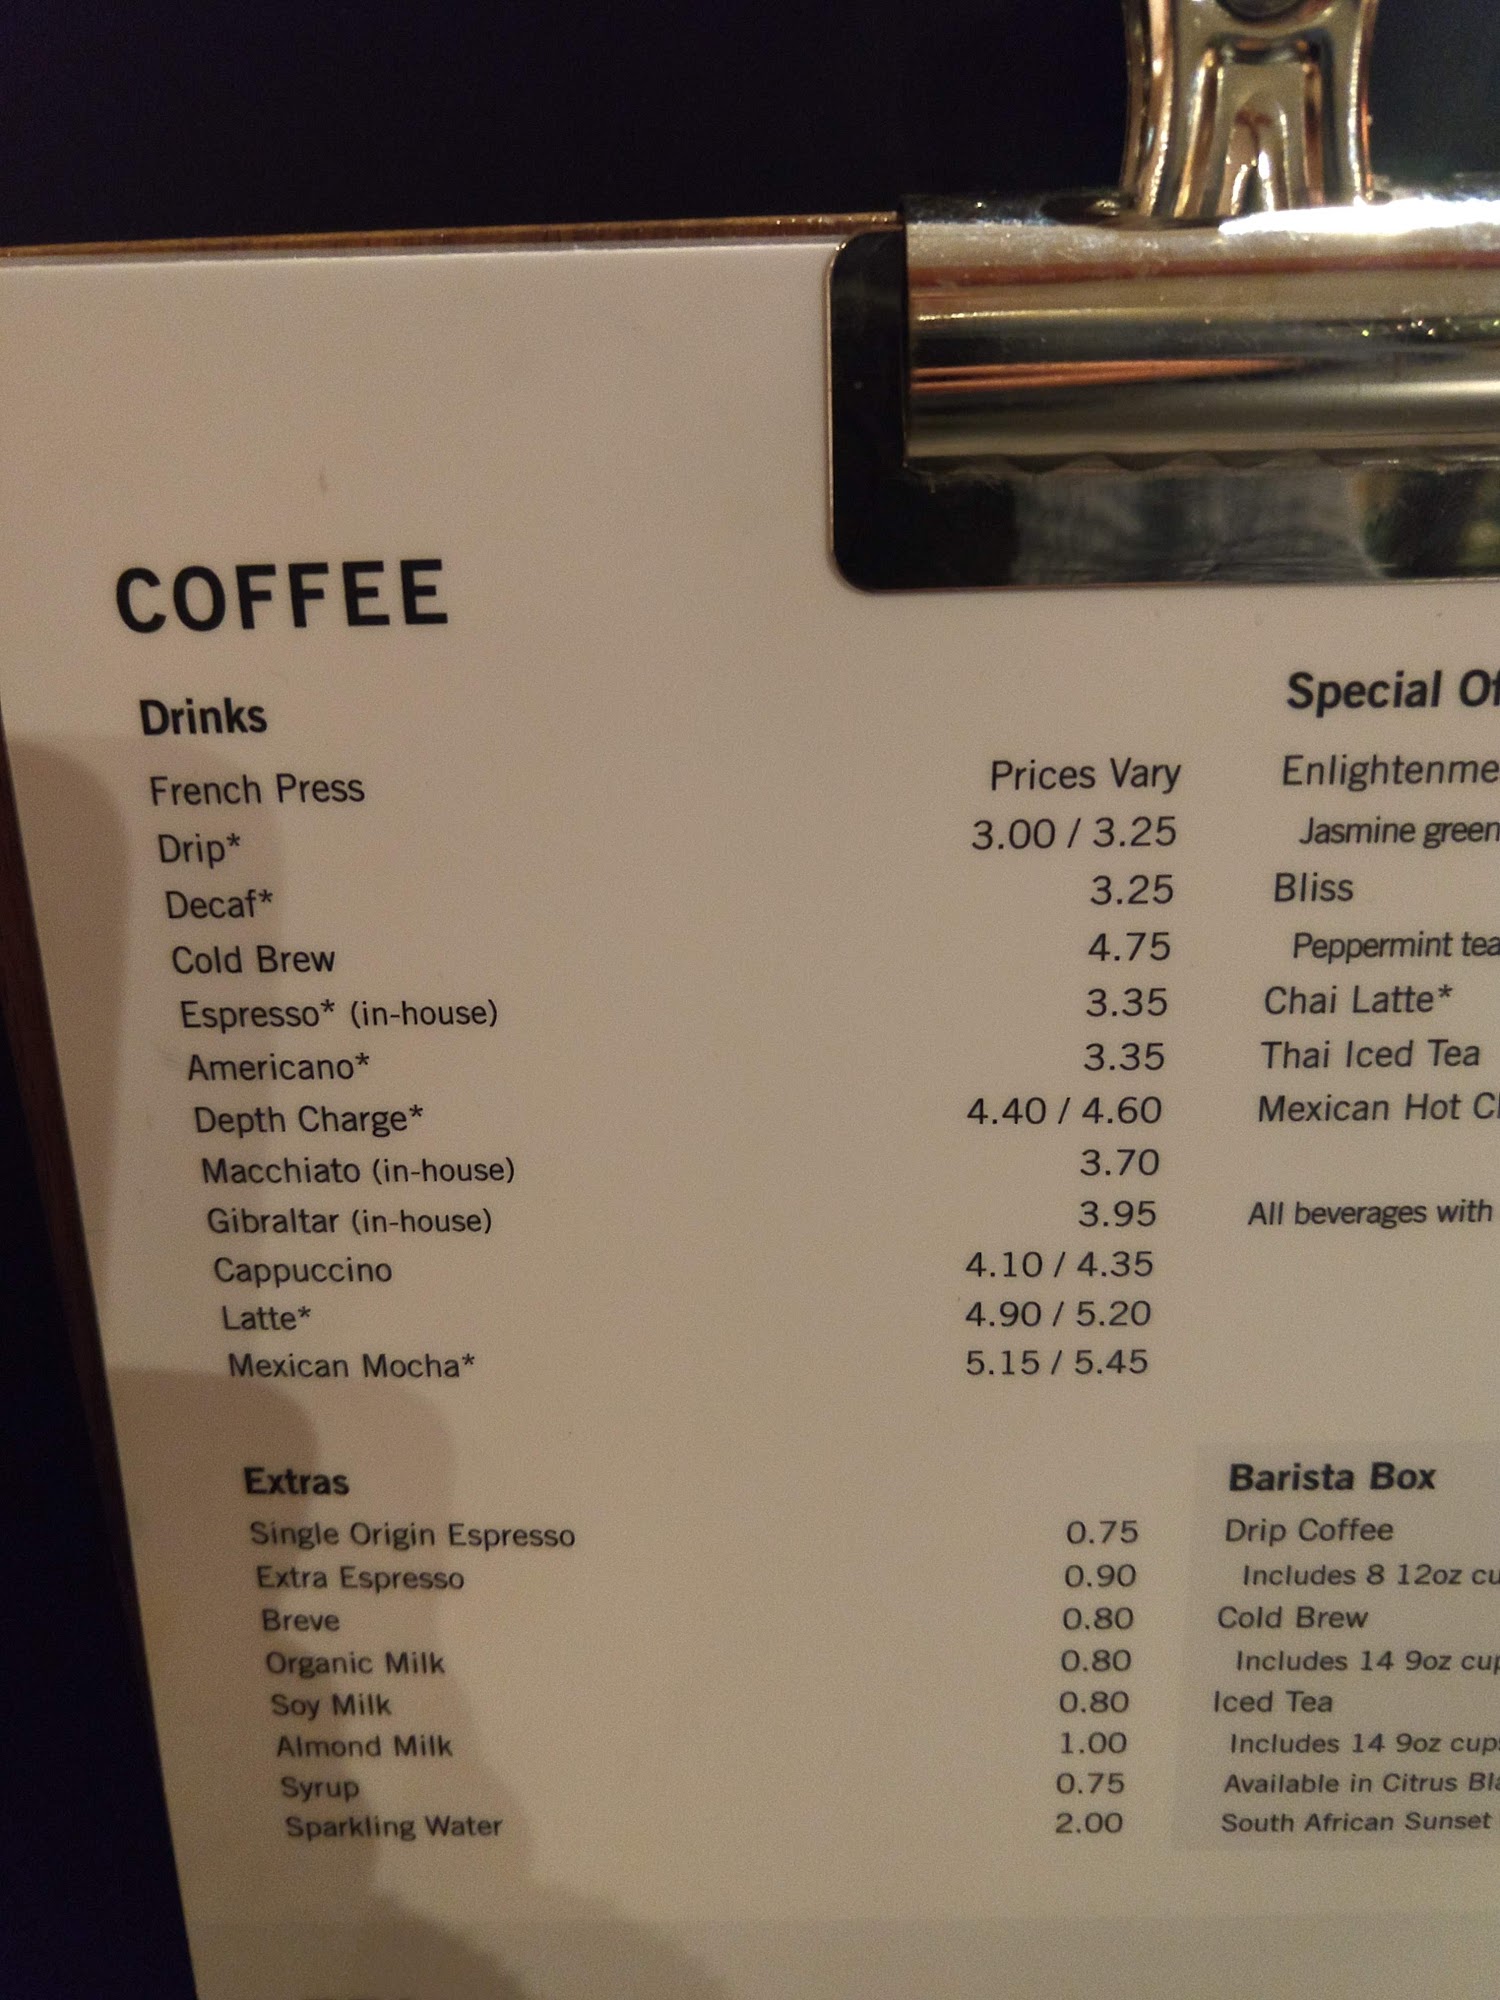 COFFEE
Drinks
French Press Prices Vary
Drip* 3.00 / 3.25
Decaf* 3.25
Cold Brew 4.75
Espresso* (in-house) 3.35
Americano* 3.35
Depth Charge* 4.40 / 4.60
Macchiato (in-house) 3.70
Gibraltar (in-house) 3.95
Cappuccino 4.10 / 4.35
Latte* 4.90 / 5.20
Mexican Mocha* 5.15 / 5.45
Extras
Single Origin Espresso 0.75
Extra Espresso 0.90
Breve 0.80
Organic Milk 0.80
Soy Milk 0.80
Almond Milk 1.00
Syrup 0.75
Sparkling Water 2.00
Special
Jasmine green
Bliss
Peppermint tea
Chai Latte*
Thai Iced Tea
Mexican Hot
All beverages with
Barista Box
Drip Coffee
Includes 8 12oz
Cold Brew
Includes 14 9oz
Iced Tea
Includes 14 9oz cups
Available in Citrus
South African Sunset